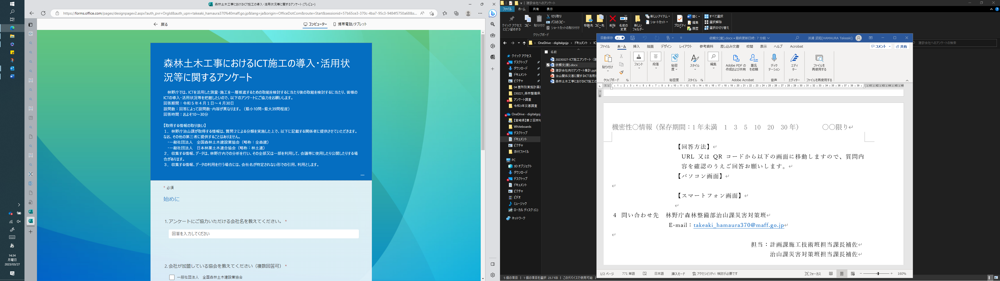 森林土木工事におけるICT施工の導入・活用状況等に関するアンケート (プレビュー)
https://forms.office.com/pages/designpagev2.aspx?auth_pvr=OrgId&auth_upn=takeaki_hamaura370%40maff.go.jp&lang=ja&origin=OfficeDotCom&route=Start&sessionid=57b65ce3-370c-4ba7-95c3-9484f5750a68&s...
戻る
コンピューター
携帯電話/タブレット
森林土木工事におけるICT施工の導入・活用状
況等に関するアンケート
林野庁では、ICTを活用した測量・施工を一層推進するための取組を検討するに当たり後の取組を検討するに当たり、皆様の
ICTの導入・活用状況等を把握したいので、以下のアンケートにご協力をお願いします。
回答期間：令和５年４月１日～４月30日
設問数：回答によって設問数・内容が異なります。（最小10問−最大39問程度）
回答時間：およそ10～30分
【取得する情報の取り扱い】
１．林野庁治山課が取得する情報は、質問２による分類を実施した上で、以下に記載する関係者に提供させていただきます。
なお、その他の第三者に提供することはありません。
・一般社団法人　全国森林土木建設業協会（略称：全森建）
・一般社団法人　日本林業土木連合協会（略称：林土連）
２．収集する情報、データは、林野庁内での分析を行い、その全部又は一部を利用して、会議等に使用したり公開したりする場
合があります。
３．収集する情報、データの利用を行う場合には、会社名が特定されない形での引用、利用とします。
...
* 必須
始めに
1. アンケートにご協力いただける会社名を教えてください。 *
回答を入力してください
2. 会社が加盟している協会を教えてください（複数回答可） *
一般社団法人　全国森林土木建設業協会
あ
14:34
月曜日
2023/03/27
建設会社へのアンケート
ファイル
ホーム
共有
表示
クイック アクセス
にピン留めする
コピー
貼り付け
切り取り
パスのコピー
ショートカットの貼り付け
クリップボード
移動先
コピー先
削除
名前の
変更
新しい
フォルダー
新しいアイテム
ショートカット
プロパティ
開く
編集
履歴
すべて選択
選択解除
選択の切り替え
OneDrive - digitalgojp
ドキュメント
建設会社へのアンケートの検索
名前
20230327-ICT施工アンケート（建
依頼文(案).docx
建設会社向けアンケート集計.ppt
治山関係災害に関するICT活用
森林土木工事におけるICT施工の
クイック アクセス
デスクトップ
ダウンロード
ドキュメント
ピクチャ
04 箇所別実施計画
230221_森林整備保
アンケート調査
令和3年災害調査
OneDrive - digitalgoj
【宮崎県】第２回林地
Whiteboards
デスクトップ
ドキュメント
ピクチャ
添付ファイル
PC
3D オブジェクト
ダウンロード
デスクトップ
ドキュメント
ピクチャ
ビデオ
ミュージック
ローカル ディスク (C:)
ネットワーク
5 個の項目
1 個の項目を選択 23.7 KB
このデバイスで使用可能
自動保存
オン
依頼文(案).docx • 最終更新日時: 7 分前
浜浦 武昭(HAMAURA Takeaki)
ファイル
ホーム
挿入
描画
デザイン
レイアウト
参考資料
差し込み文書
校閲
表示
ヘルプ
Acrobat
コメント
共有
貼り付け
クリップボード
フォント
段落
秘密
度
秘密度
スタイル
スタイル
編集
Adobe PDF の
作成および共有
署名
を依頼
Adobe Acrobat
ディク
テーション
音声
エディ
ター
エディター
ファイルを
再使用する
ファイルを再使用する
機密性○情報（保存期間：1 年未満　1　3　5　10　20　30 年）　　○○限り
【回答方法】
URL 又は QR コードから以下の画面に移動しますので、質問内
容を確認のうえご回答お願いします。
【パソコン画面】
【スマートフォン画面】
４　問い合わせ先　林野庁森林整備部治山課災害対策班
E-mail：takeaki_hamaura370@maff.go.jp
担当：計画課施工技術班担当課長補佐
治山課災害対策班担当課長補佐
1/2 ページ
771 単語
日本語
挿入モード
アクセシビリティ: 検討が必要です
フォーカス
160%